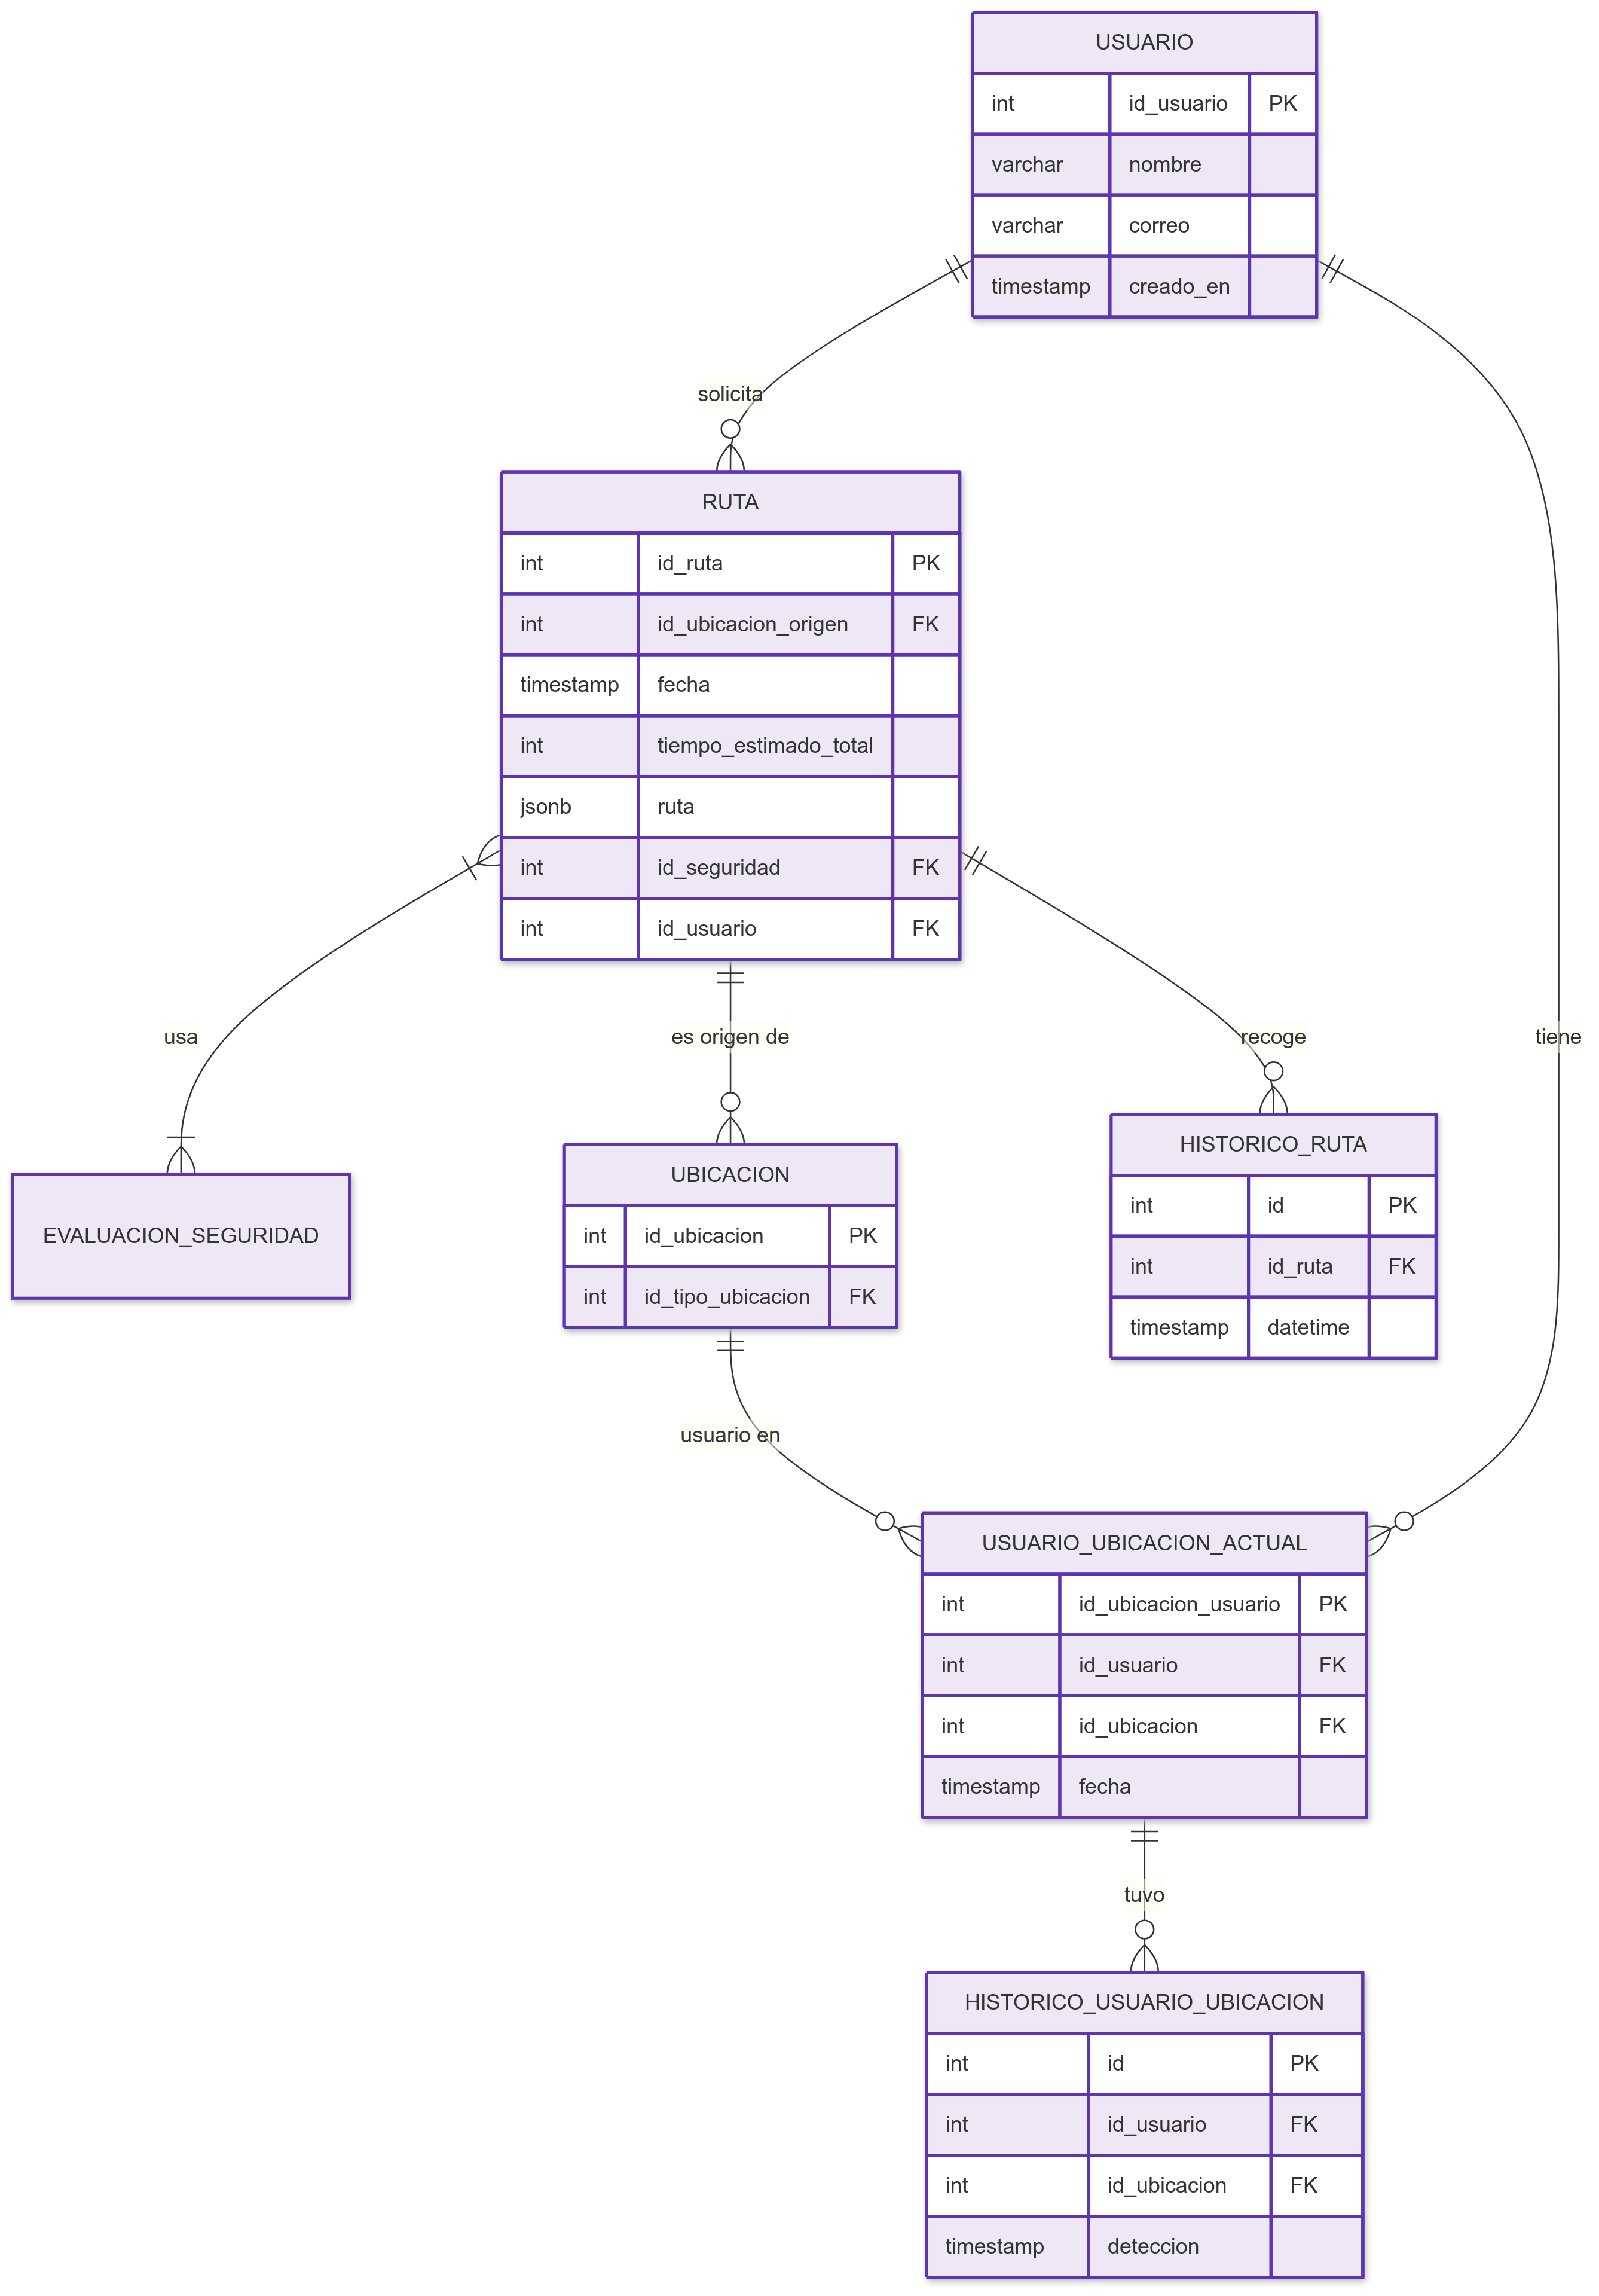 USUARIO
int id_usuario PK
varchar nombre
varchar correo
timestamp creado_en
solicita
RUTA
int id_ruta PK
int id_ubicacion_origen FK
timestamp fecha
int tiempo_estimado_total
jsonb ruta
int id_seguridad FK
int id_usuario FK
usa
es origen de
recoge
tiene
EVALUACION_SEGURIDAD
UBICACION
int id_ubicacion PK
int id_tipo_ubicacion FK
HISTORICO_RUTA
int id PK
int id_ruta FK
timestamp datetime
usuario en
USUARIO_UBICACION_ACTUAL
int id_ubicacion_usuario PK
int id_usuario FK
int id_ubicacion FK
timestamp fecha
tuvo
HISTORICO_USUARIO_UBICACION
int id PK
int id_usuario FK
int id_ubicacion FK
timestamp deteccion